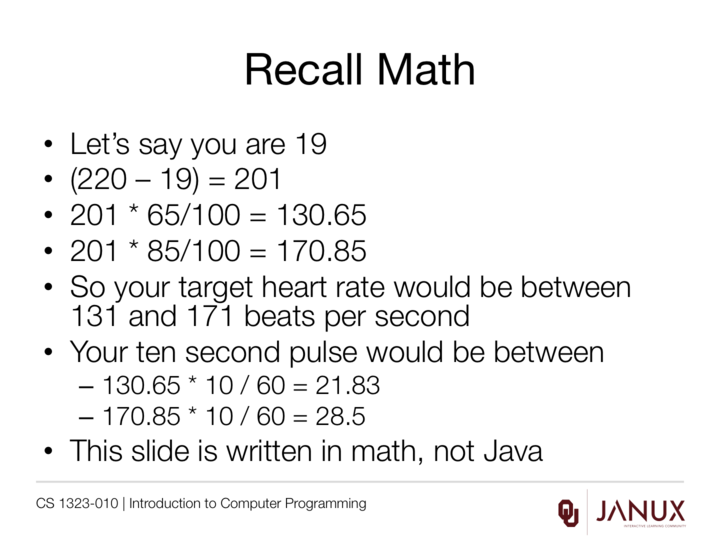 Recall Math
• Let's say you are 19
• (220 – 19) = 201
• 201 * 65/100 = 130.65
• 201 * 85/100 = 170.85
• So your target heart rate would be between
131 and 171 beats per second
• Your ten second pulse would be between
– 130.65 * 10 / 60 = 21.83
– 170.85 * 10 / 60 = 28.5
• This slide is written in math, not Java
CS 1323-010 | Introduction to Computer Programming
OU
JANUX
INTERACTIVE LEARNING COMMUNITY